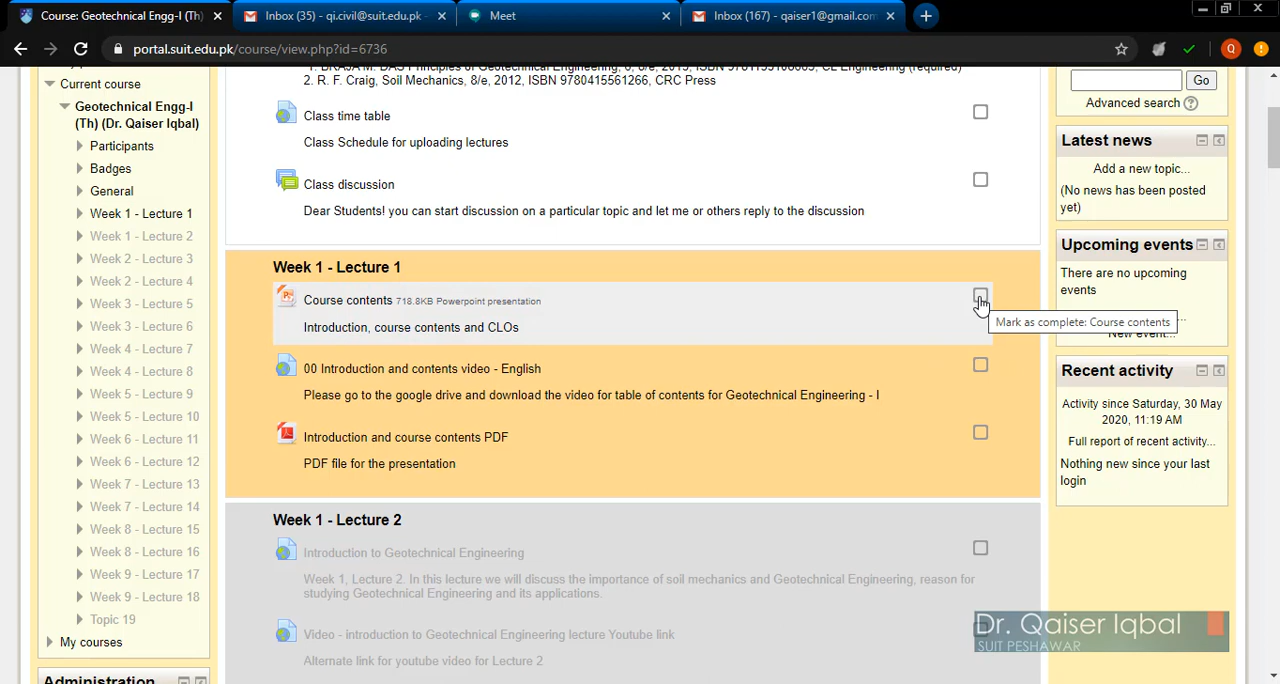 Course: Geotechnical Engg-I (Th)
Inbox (35) - qi.civil@suit.edu.pk -
Meet
Inbox (167) - qaiser1@gmail.com
portal.suit.edu.pk/course/view.php?id=6736
Q
Current course
Geotechnical Engg-I
(Th) (Dr. Qaiser Iqbal)
Participants
Badges
General
Week 1 - Lecture 1
Week 1 - Lecture 2
Week 2 - Lecture 3
Week 2 - Lecture 4
Week 3 - Lecture 5
Week 3 - Lecture 6
Week 4 - Lecture 7
Week 4 - Lecture 8
Week 5 - Lecture 9
Week 5 - Lecture 10
Week 6 - Lecture 11
Week 6 - Lecture 12
Week 7 - Lecture 13
Week 7 - Lecture 14
Week 8 - Lecture 15
Week 8 - Lecture 16
Week 9 - Lecture 17
Week 9 - Lecture 18
Topic 19
My courses
Administration
2. R. F. Craig, Soil Mechanics, 8/e, 2012, ISBN 9780415561266, CRC Press
Class time table
Class Schedule for uploading lectures
Class discussion
Dear Students! you can start discussion on a particular topic and let me or others reply to the discussion
Week 1 - Lecture 1
Course contents 718.8KB Powerpoint presentation
Introduction, course contents and CLOs
Mark as complete: Course contents
00 Introduction and contents video - English
Please go to the google drive and download the video for table of contents for Geotechnical Engineering - I
Introduction and course contents PDF
PDF file for the presentation
Week 1 - Lecture 2
Introduction to Geotechnical Engineering
Week 1, Lecture 2. In this lecture we will discuss the importance of soil mechanics and Geotechnical Engineering, reason for
studying Geotechnical Engineering and its applications.
Video - introduction to Geotechnical Engineering lecture Youtube link
Alternate link for youtube video for Lecture 2
Go
Advanced search
Latest news
Add a new topic...
(No news has been posted
yet)
Upcoming events
There are no upcoming
events
New event...
Recent activity
Activity since Saturday, 30 May
2020, 11:19 AM
Full report of recent activity...
Nothing new since your last
login
Dr. Qaiser Iqbal
SUIT PESHAWAR